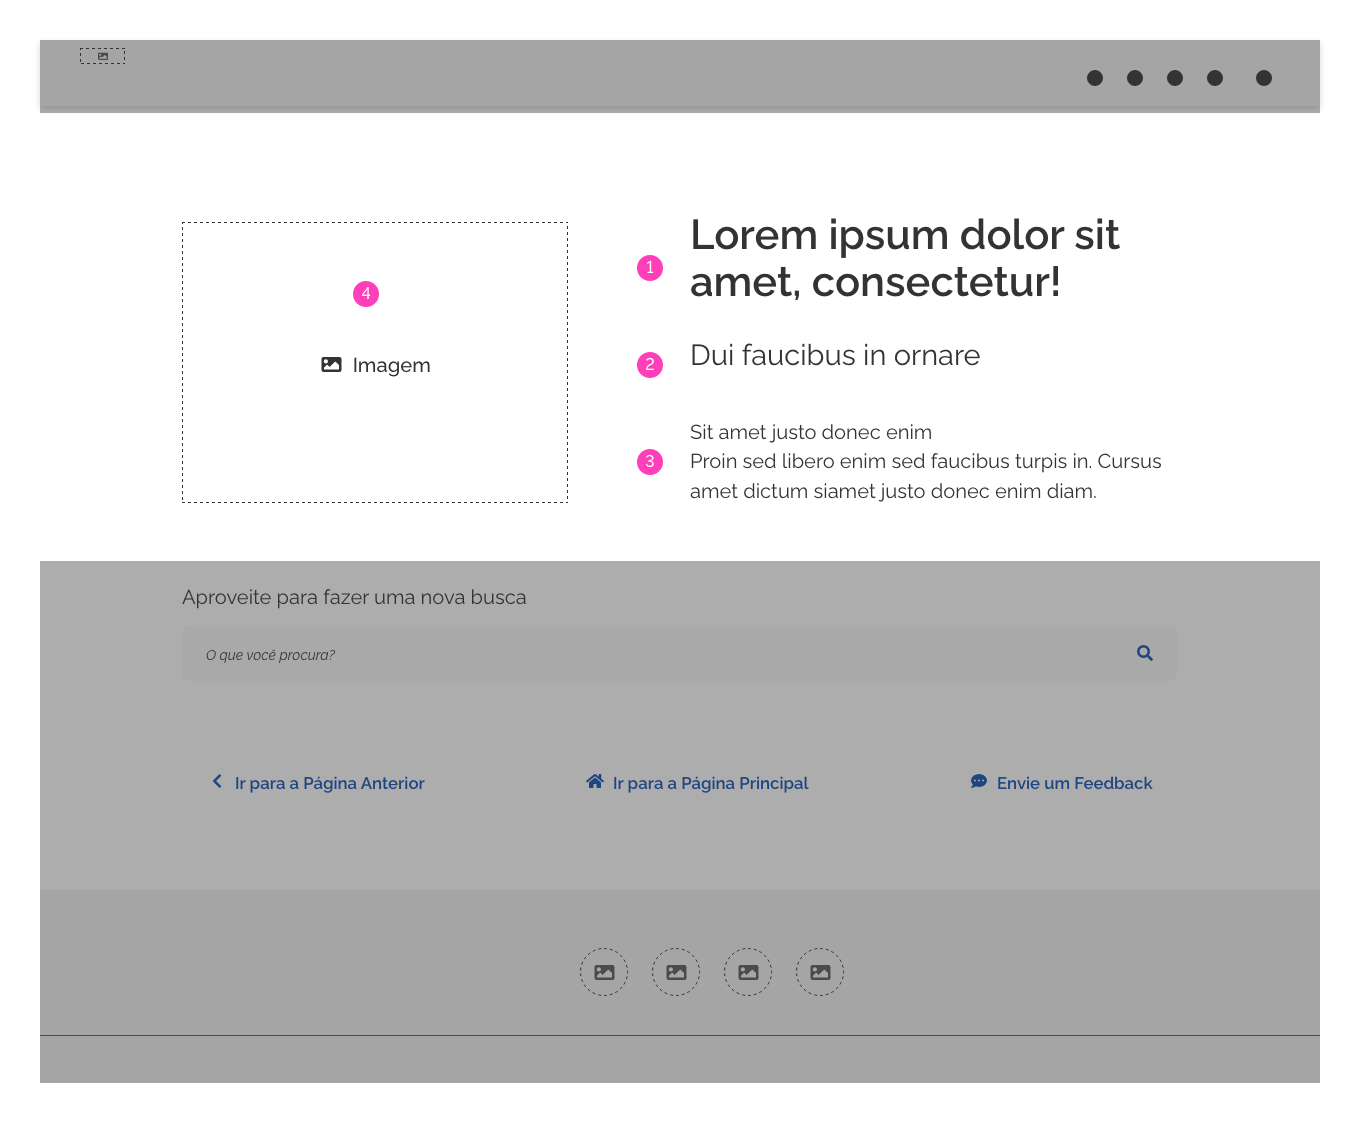 4
Imagem
1
Lorem ipsum dolor sit
amet, consectetur!
2
Dui faucibus in ornare
3
Sit amet justo donec enim
Proin sed libero enim sed faucibus turpis in. Cursus
amet dictum siamet justo donec enim diam.
Aproveite para fazer uma nova busca
O que você procura?
Ir para a Página Anterior
Ir para a Página Principal
Envie um Feedback